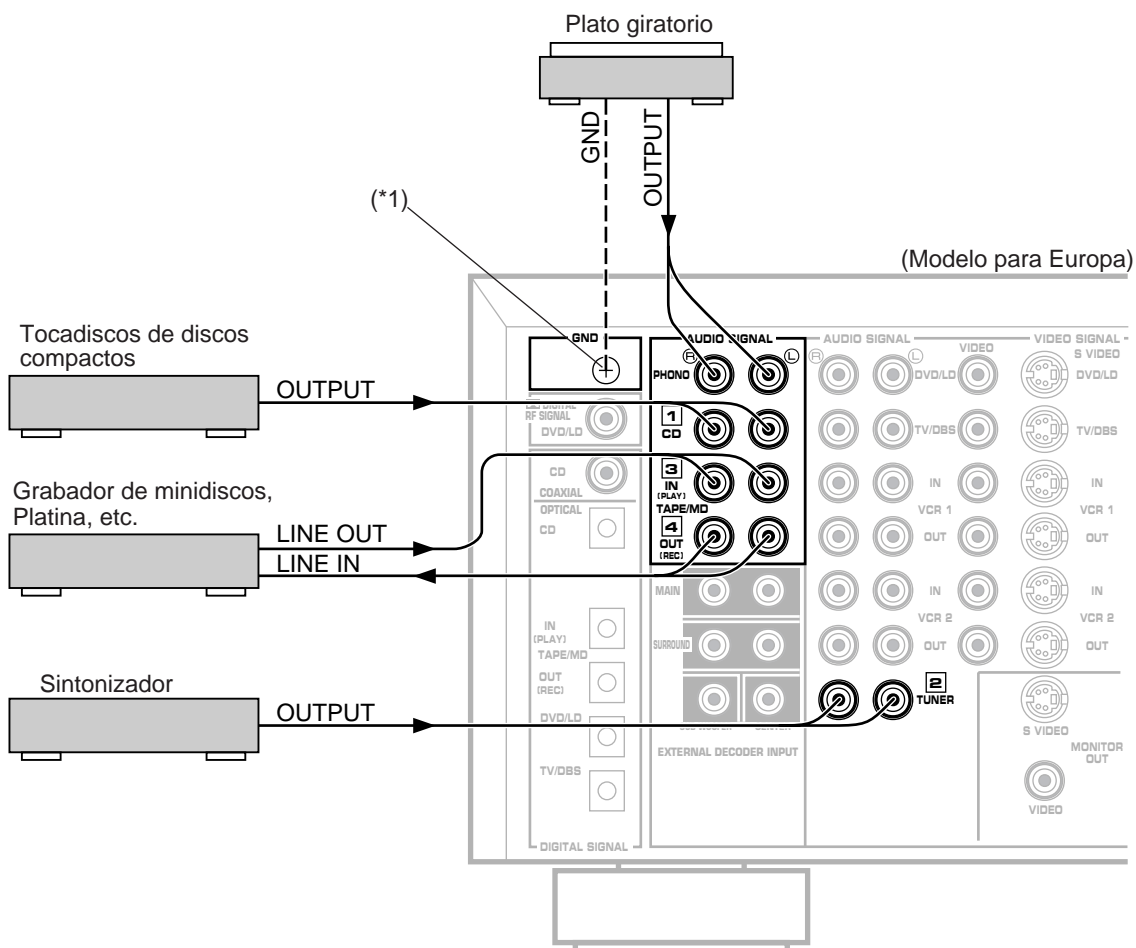 Plato giratorio
GND
OUTPUT
(*1)
(Modelo para Europa)
Tocadiscos de discos
compactos
OUTPUT
Grabador de minidiscos,
Platina, etc.
LINE OUT
LINE IN
Sintonizador
OUTPUT
GND
DIGITAL
RF SIGNAL
DVD/LD
CD
COAXIAL
OPTICAL
CD
IN
(PLAY)
TAPE/MD
OUT
(REC)
DVD/LD
TV/DBS
DIGITAL SIGNAL
AUDIO SIGNAL
R
L
PHONO
1
CD
3
IN
(PLAY)
TAPE/MD
4
OUT
(REC)
MAIN
SURROUND
EXTERNAL DECODER INPUT
AUDIO SIGNAL
R
L
VIDEO
DVD/LD
TV/DBS
IN
VCR 1
OUT
IN
VCR 2
OUT
2
TUNER
VIDEO SIGNAL
S VIDEO
DVD/LD
TV/DBS
IN
VCR 1
OUT
IN
VCR 2
OUT
S VIDEO
MONITOR
OUT
VIDEO